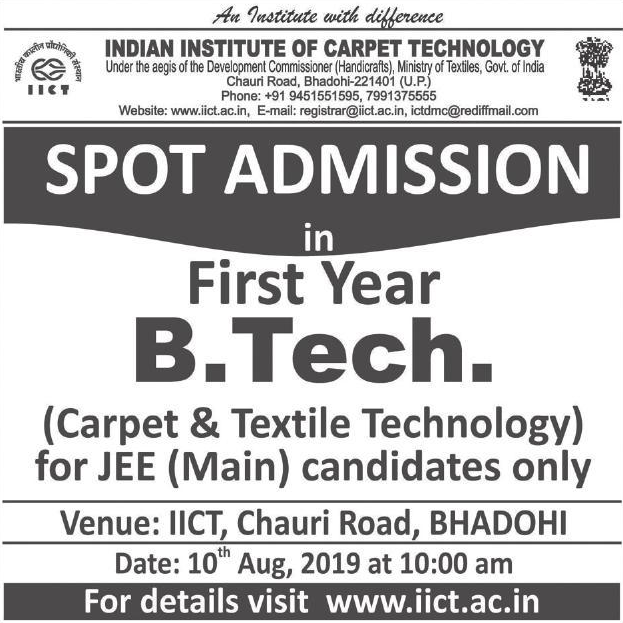 An Institute with difference
भारतीय कालीन प्रौद्योगिकी संस्थान
IICT
INDIAN INSTITUTE OF CARPET TECHNOLOGY
Under the aegis of the Development Commissioner (Handicrafts), Ministry of Textiles, Govt. of India
Chauri Road, Bhadohi-221401 (U.P.)
Phone: +91 9451551595, 7991375555
Website: www.iict.ac.in, E-mail: registrar@iict.ac.in, ictdmc@rediffmail.com
SPOT ADMISSION
in
First Year
B.Tech.
(Carpet & Textile Technology)
for JEE (Main) candidates only
Venue: IICT, Chauri Road, BHADOHI
Date: 10th Aug, 2019 at 10:00 am
For details visit www.iict.ac.in